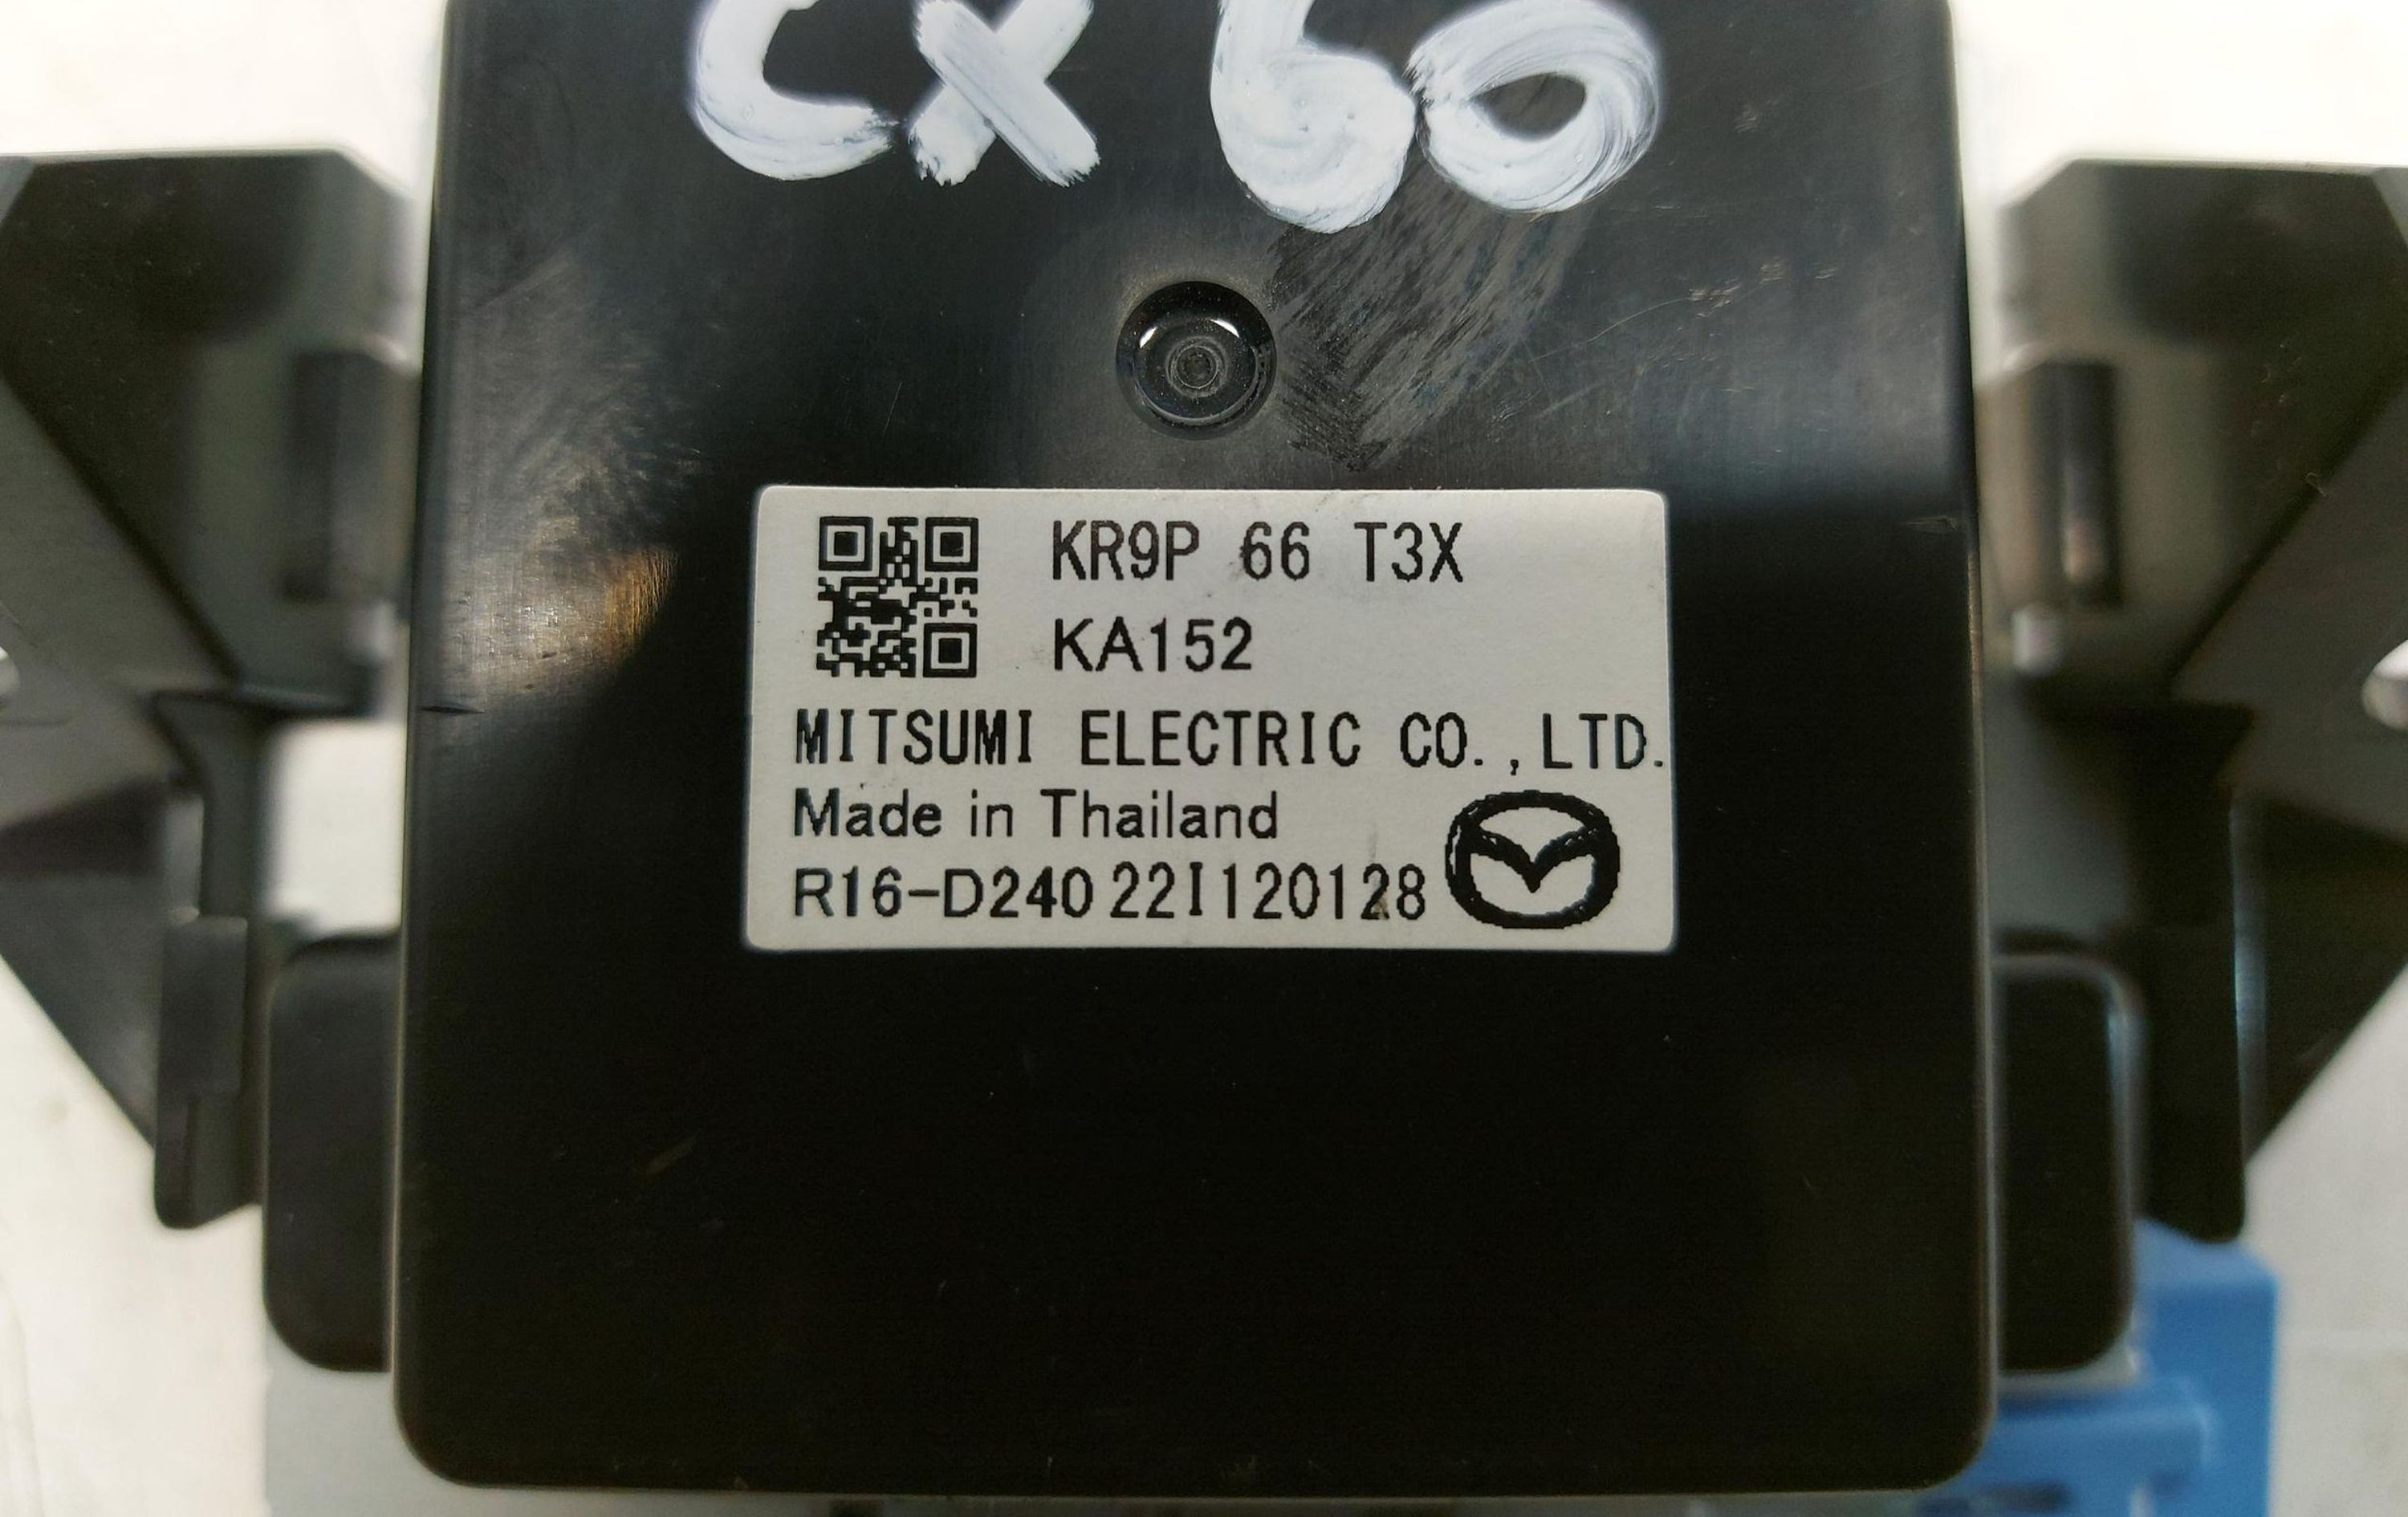 CX 60
KR9P 66 T3X
KA152
MITSUMI ELECTRIC CO.,LTD.
Made in Thailand
R16-D240 22I120128